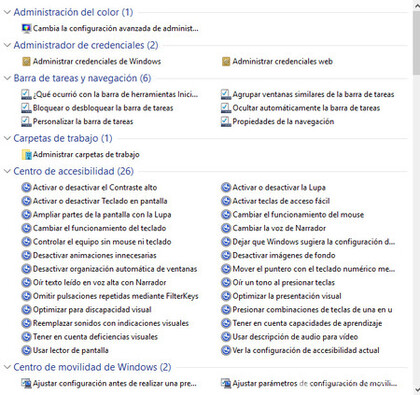 Administración del color (1)
Cambia la configuración avanzada de administ...
Administrador de credenciales (2)
Administrar credenciales de Windows
Administrar credenciales web
Barra de tareas y navegación (6)
¿Qué ocurrió con la barra de herramientas Inici...
Agrupar ventanas similares de la barra de tareas
Bloquear o desbloquear la barra de tareas
Ocultar automáticamente la barra de tareas
Personalizar la barra de tareas
Propiedades de la navegación
Carpetas de trabajo (1)
Administrar carpetas de trabajo
Centro de accesibilidad (26)
Activar o desactivar el Contraste alto
Activar o desactivar la Lupa
Activar o desactivar Teclado en pantalla
Activar teclas de acceso fácil
Ampliar partes de la pantalla con la Lupa
Cambiar el funcionamiento del mouse
Cambiar el funcionamiento del teclado
Cambiar la voz de Narrador
Controlar el equipo sin mouse ni teclado
Dejar que Windows sugiera la configuración d...
Desactivar animaciones innecesarias
Desactivar imágenes de fondo
Desactivar organización automática de ventanas
Mover el puntero con el teclado numérico me...
Oír texto leído en voz alta con Narrador
Oír un tono al presionar teclas
Omitir pulsaciones repetidas mediante FilterKeys
Optimizar la presentación visual
Optimizar para discapacidad visual
Presionar combinaciones de teclas de una en u
Reemplazar sonidos con indicaciones visuales
Tener en cuenta capacidades de aprendizaje
Tener en cuenta deficiencias visuales
Usar descripción de audio para vídeo
Usar lector de pantalla
Ver la configuración de accesibilidad actual
Centro de movilidad de Windows (2)
Ajustar configuración antes de realizar una pre...
Ajustar parámetros de configuración de movili...